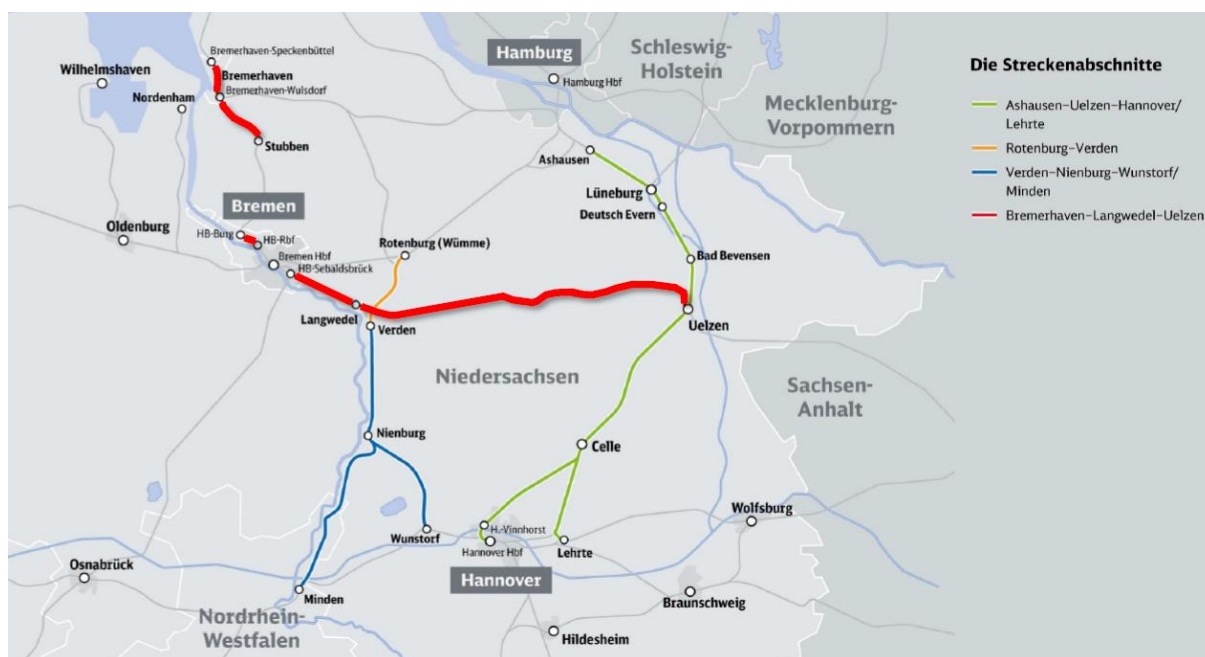 Bremerhaven-Speckenbüttel
Hamburg
Schleswig-
Holstein
Die Streckenabschnitte
Wilhelmshaven
Bremerhaven
Hamburg Hbf
Nordenham
Bremerhaven-Wulsdorf
Mecklenburg-
Vorpommern
Ashausen–Uelzen–Hannover/
Lehrte
Stubben
Ashausen
Rotenburg–Verden
Lüneburg
Verden–Nienburg–Wunstorf/
Minden
Bremen
Deutsch Evern
Bremerhaven–Langwedel–Uelzen
Oldenburg
HB-Burg
HB-Rbf
Rotenburg (Wümme)
Bremen Hbf
Bad Bevensen
HB-Sebaldsbrück
Langwedel
Verden
Uelzen
Niedersachsen
Sachsen-
Anhalt
Nienburg
Celle
Wolfsburg
H.-Vinnhorst
Wunstorf
Hannover Hbf
Lehrte
Osnabrück
Hannover
Minden
Braunschweig
Nordrhein-
Westfalen
Hildesheim